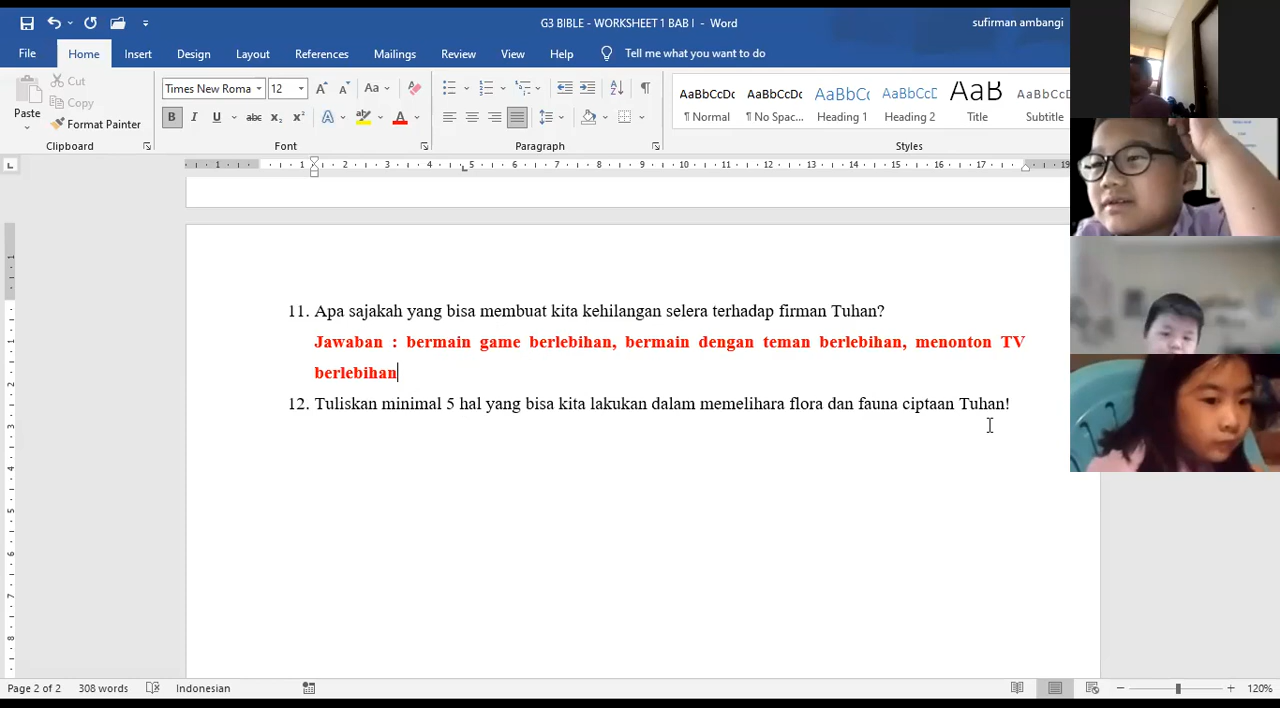 G3 BIBLE - WORKSHEET 1 BAB I - Word
sufirman ambangi
File Home Insert Design Layout References Mailings Review View Help Tell me what you want to do
Paste
Cut
Copy
Format Painter
Clipboard
Times New Roma 12
Font
Paragraph
AaBbCcDc AaBbCcDc AaBbC AaBbCcD AaB AaBbCcD
¶ Normal ¶ No Spac... Heading 1 Heading 2 Title Subtitle
Styles
11. Apa sajakah yang bisa membuat kita kehilangan selera terhadap firman Tuhan?
Jawaban : bermain game berlebihan, bermain dengan teman berlebihan, menonton TV
berlebihan
12. Tuliskan minimal 5 hal yang bisa kita lakukan dalam memelihara flora dan fauna ciptaan Tuhan!
Page 2 of 2 308 words Indonesian 120%